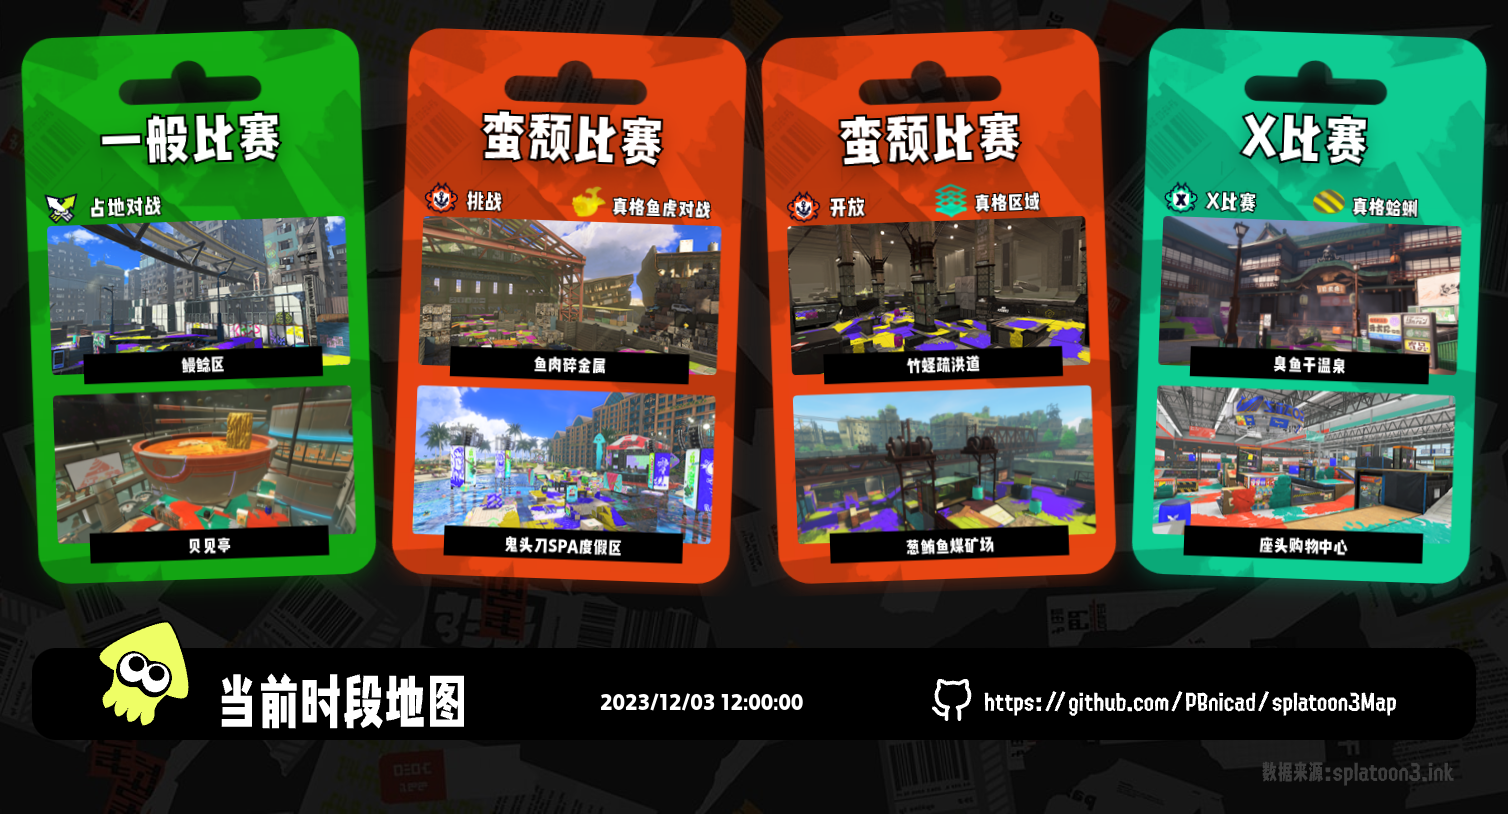 一般比赛
占地对战
鳗鲶区
贝见亭
蛮颓比赛
挑战
真格鱼虎对战
鱼肉碎金属
鬼头刀SPA度假区
蛮颓比赛
开放
真格区域
竹蛏疏洪道
葱鲔鱼煤矿场
X比赛
X比赛
真格蛤蜊
臭鱼干温泉
座头购物中心
当前时段地图
2023/12/03 12:00:00
https://github.com/PBnicad/splatoon3Map
数据来源:splatoon3.ink